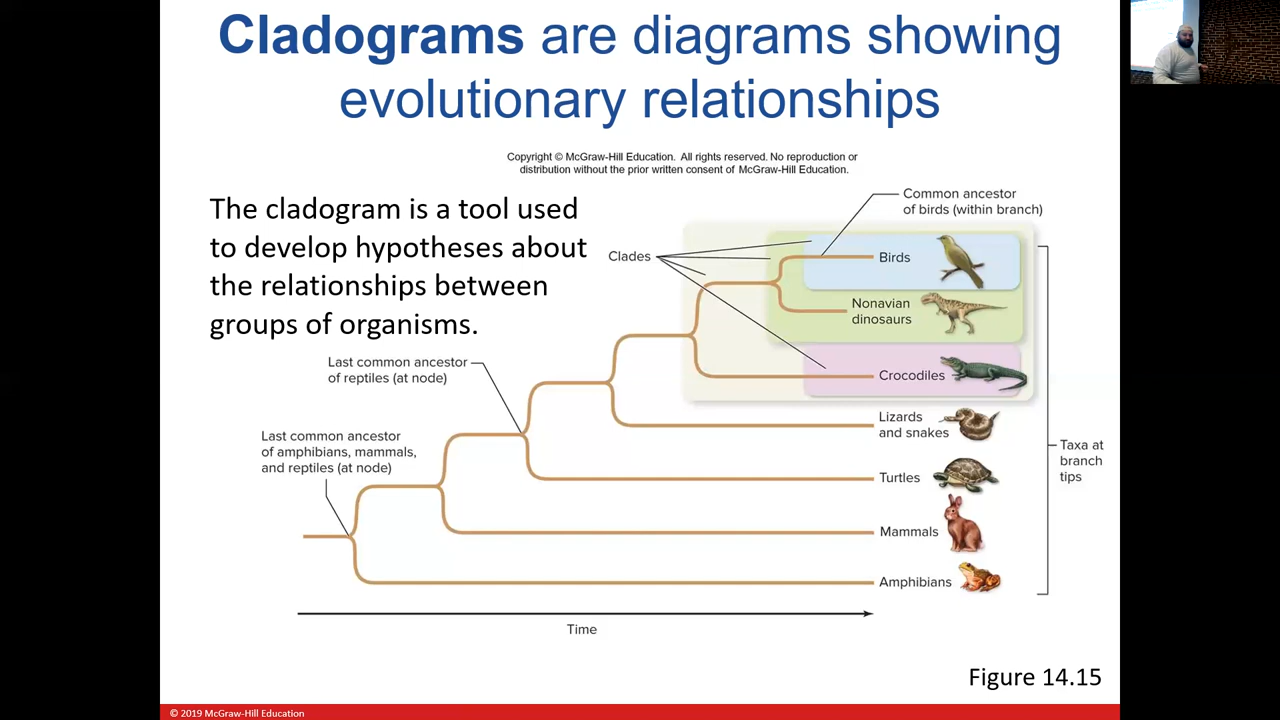 Cladograms are diagrams showing
evolutionary relationships
Copyright © McGraw-Hill Education. All rights reserved. No reproduction or
distribution without the prior written consent of McGraw-Hill Education.
The cladogram is a tool used
to develop hypotheses about
the relationships between
groups of organisms.
Common ancestor
of birds (within branch)
Clades
Birds
Nonavian
dinosaurs
Crocodiles
Last common ancestor
of reptiles (at node)
Lizards
and snakes
Last common ancestor
of amphibians, mammals,
and reptiles (at node)
Taxa at
branch
tips
Turtles
Mammals
Amphibians
Time
Figure 14.15
© 2019 McGraw-Hill Education